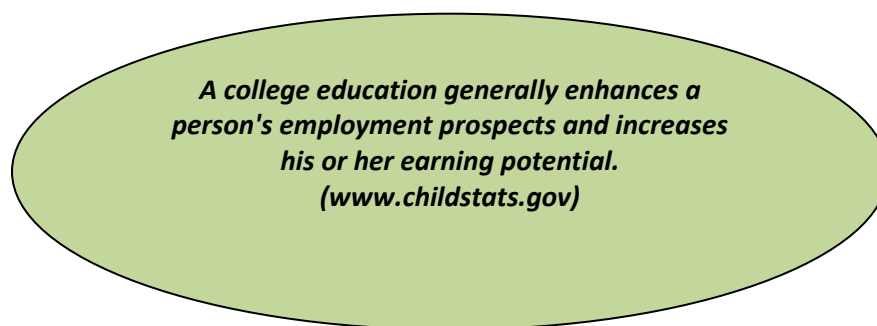 A college education generally enhances a
person's employment prospects and increases
his or her earning potential.
(www.childstats.gov)